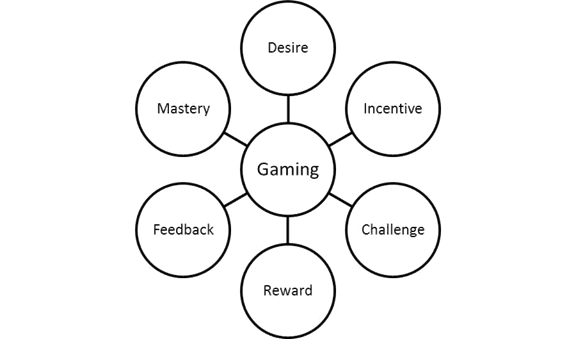 Desire
Mastery
Incentive
Gaming
Feedback
Challenge
Reward